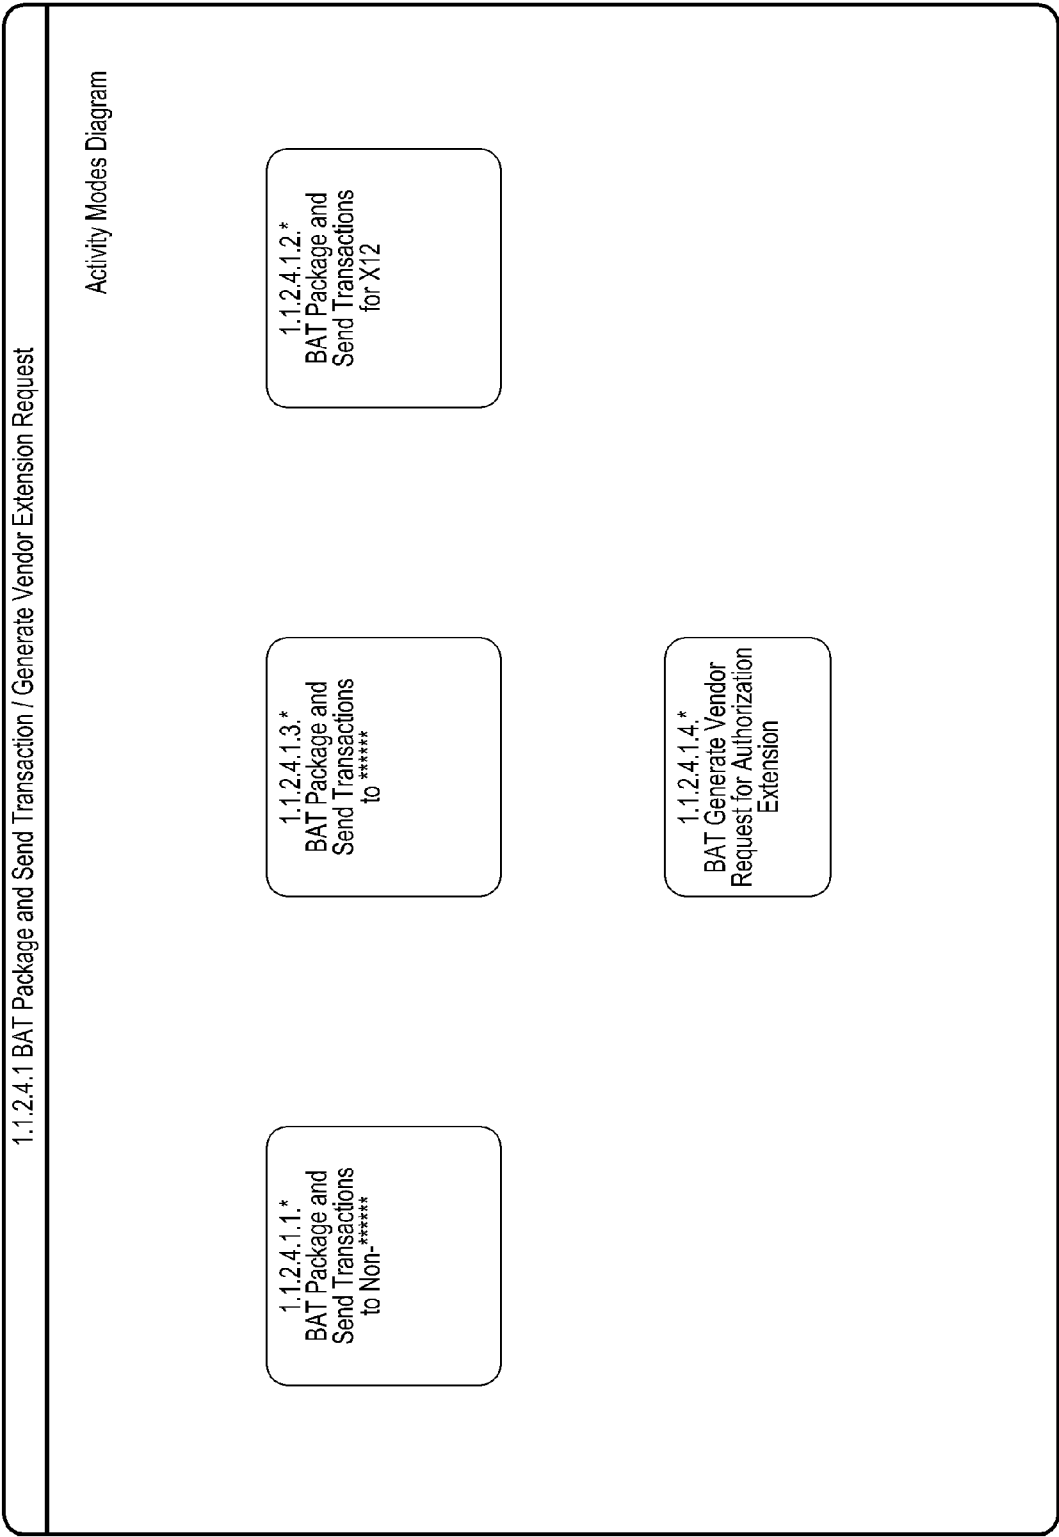 1.1.2.4.1 BAT Package and Send Transaction / Generate Vendor Extension Request
Activity Modes Diagram
1.1.2.4.1.1.*
BAT Package and
Send Transactions
to Non-******
1.1.2.4.1.3.*
BAT Package and
Send Transactions
to ******
1.1.2.4.1.2.*
BAT Package and
Send Transactions
for X12
1.1.2.4.1.4.*
BAT Generate Vendor
Request for Authorization
Extension